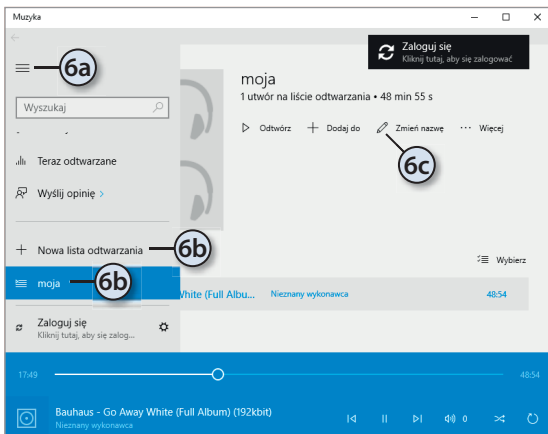 Muzyka
Zaloguj się
Kliknij tutaj, aby się zalogować
6a
moja
1 utwór na liście odtwarzania • 48 min 55 s
Wyszukaj
Odtwórz
Dodaj do
Zmień nazwę
Więcej
6c
Teraz odtwarzane
Wyślij opinię
Nowa lista odtwarzania
6b
Wybierz
moja
6b
White (Full Albu...
Nieznany wykonawca
48:54
Zaloguj się
Kliknij tutaj, aby się zalog...
17:49
48:54
Bauhaus - Go Away White (Full Album) (192kbit)
Nieznany wykonawca
0